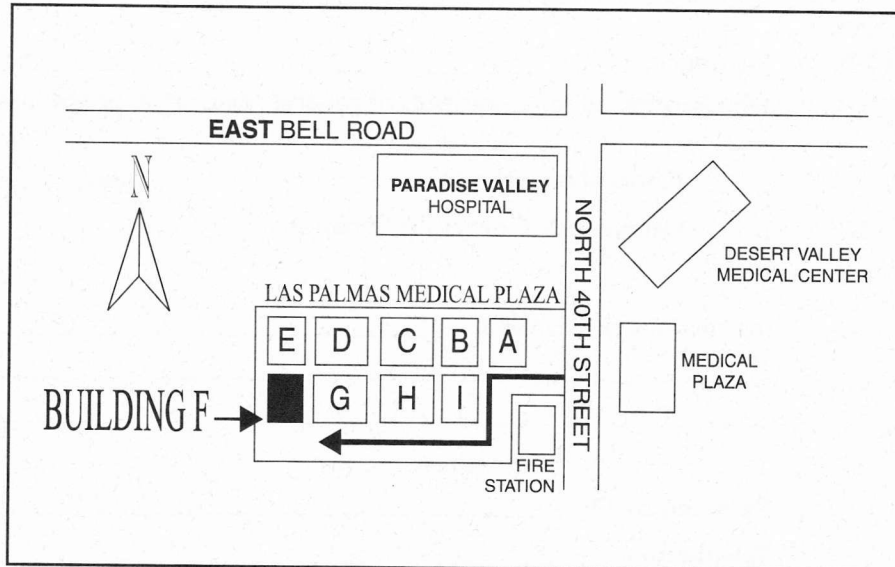 EAST BELL ROAD
N
PARADISE VALLEY
HOSPITAL
NORTH 40TH STREET
DESERT VALLEY
MEDICAL CENTER
LAS PALMAS MEDICAL PLAZA
E D C B A
MEDICAL
PLAZA
BUILDING F
G H I
FIRE
STATION